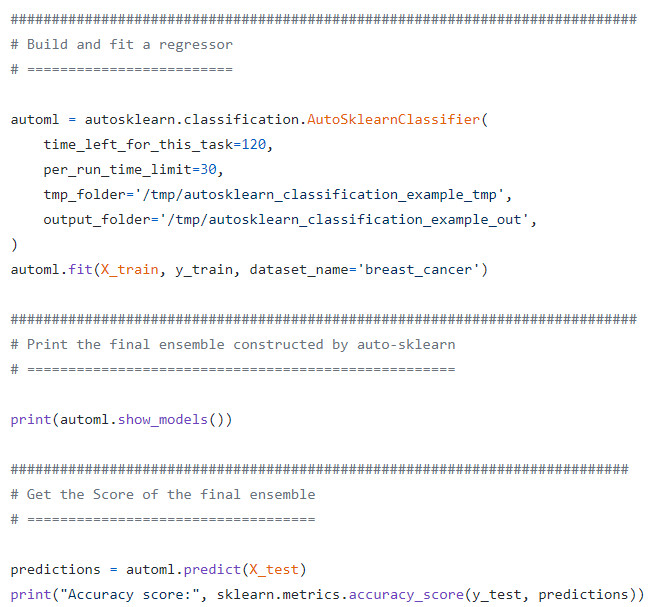 ############################################################################
# Build and fit a regressor
# =========================
automl = autosklearn.classification.AutoSklearnClassifier(
    time_left_for_this_task=120,
    per_run_time_limit=30,
    tmp_folder='/tmp/autosklearn_classification_example_tmp',
    output_folder='/tmp/autosklearn_classification_example_out',
)
automl.fit(X_train, y_train, dataset_name='breast_cancer')
############################################################################
# Print the final ensemble constructed by auto-sklearn
# ====================================================
print(automl.show_models())
###########################################################################
# Get the Score of the final ensemble
# ===================================
predictions = automl.predict(X_test)
print("Accuracy score:", sklearn.metrics.accuracy_score(y_test, predictions))